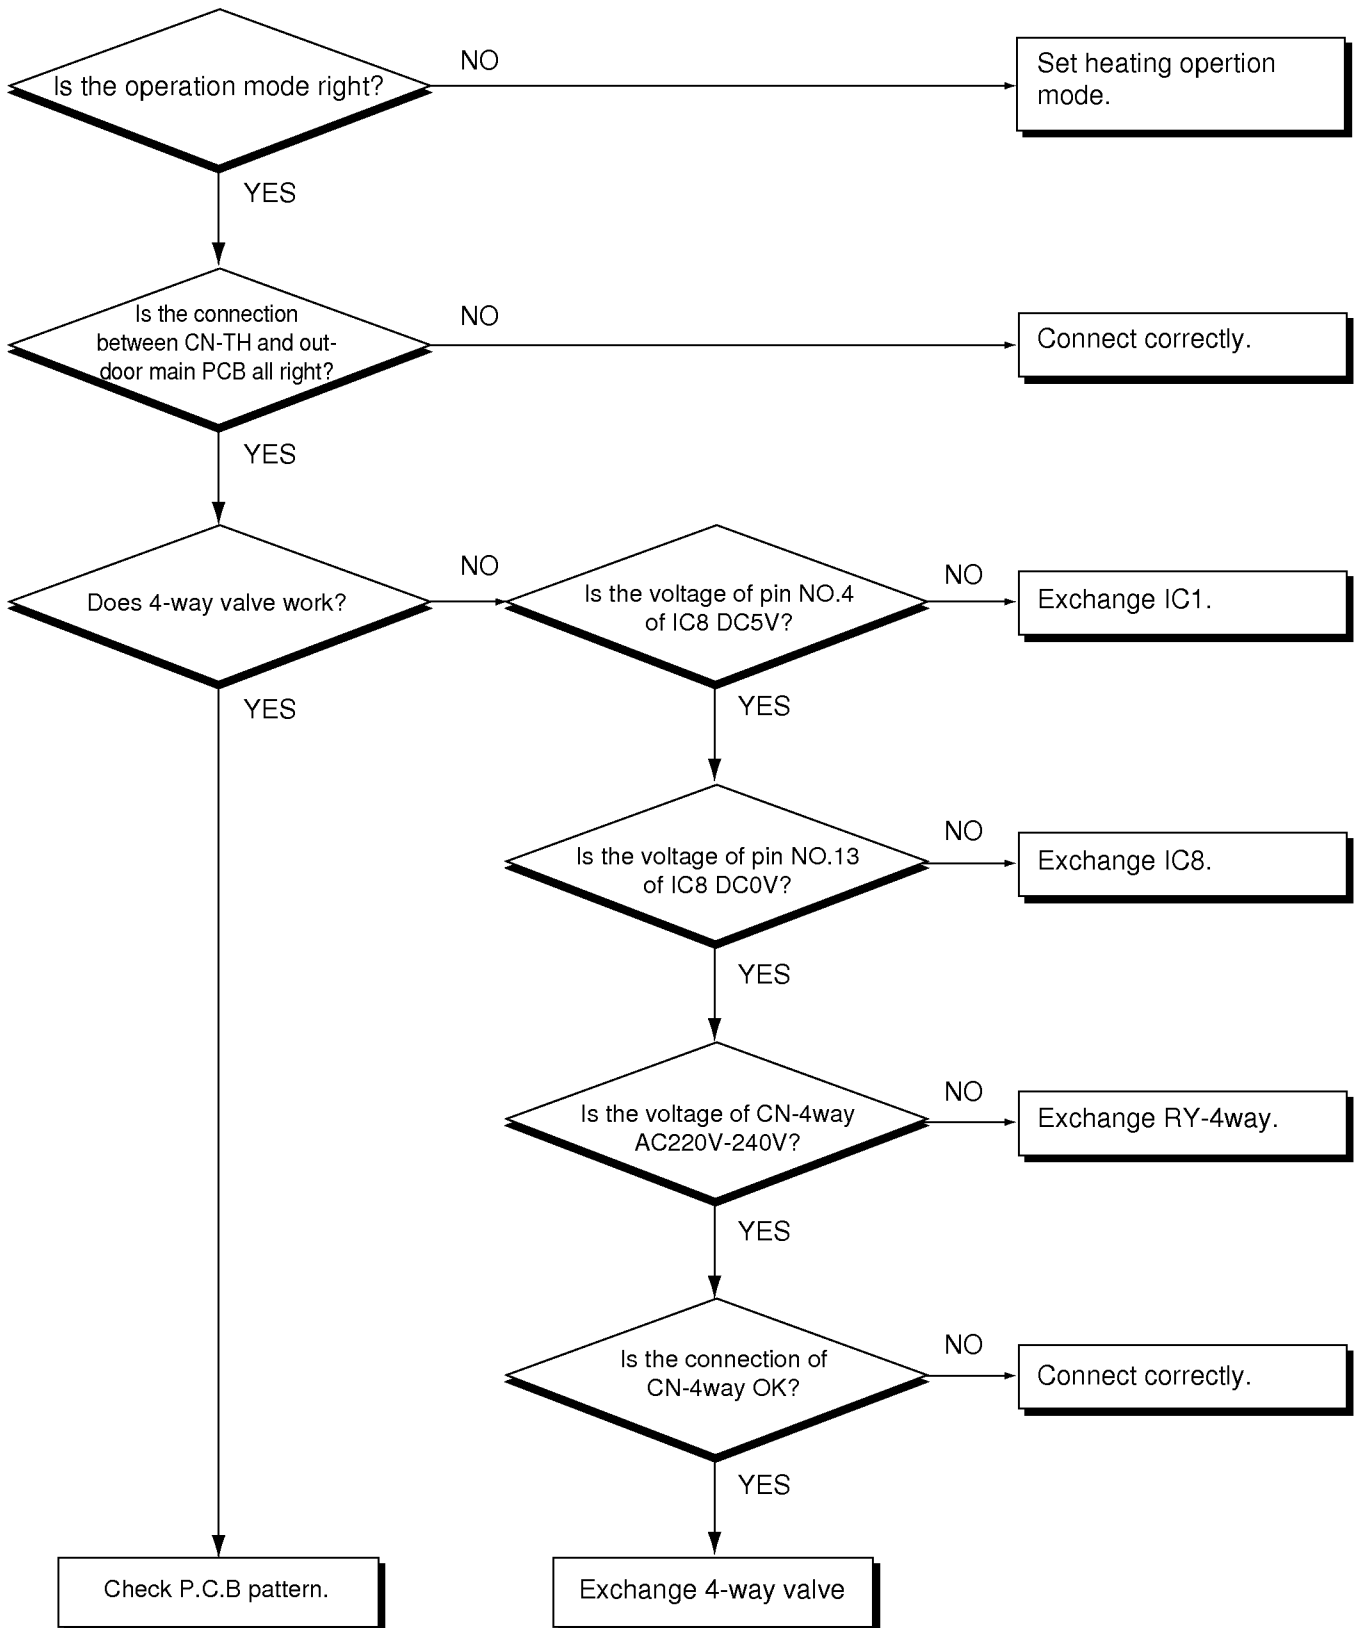 Is the operation mode right?
NO
Set heating opertion
mode.
YES
Is the connection
between CN-TH and out-
door main PCB all right?
NO
Connect correctly.
YES
Does 4-way valve work?
NO
Is the voltage of pin NO.4
of IC8 DC5V?
NO
Exchange IC1.
YES
YES
Is the voltage of pin NO.13
of IC8 DC0V?
NO
Exchange IC8.
YES
Is the voltage of CN-4way
AC220V-240V?
NO
Exchange RY-4way.
YES
Is the connection of
CN-4way OK?
NO
Connect correctly.
YES
Check P.C.B pattern.
Exchange 4-way valve